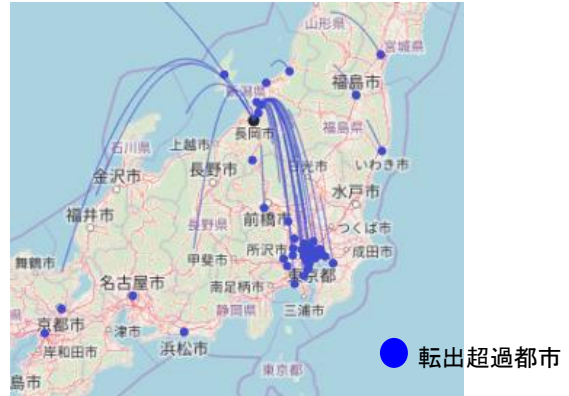 山形県
宮城県
福島市
新潟県
長岡市
福島県
上越市
石川県
日光市
いわき市
金沢市
長野市
水戸市
福井市
前橋市
つくば市
長野県
所沢市
成田市
甲斐市
舞鶴市
東京都
名古屋市
南足柄市
静岡県
三浦市
京都市
津市
浜松市
岸和田市
転出超過都市
東京都
島市